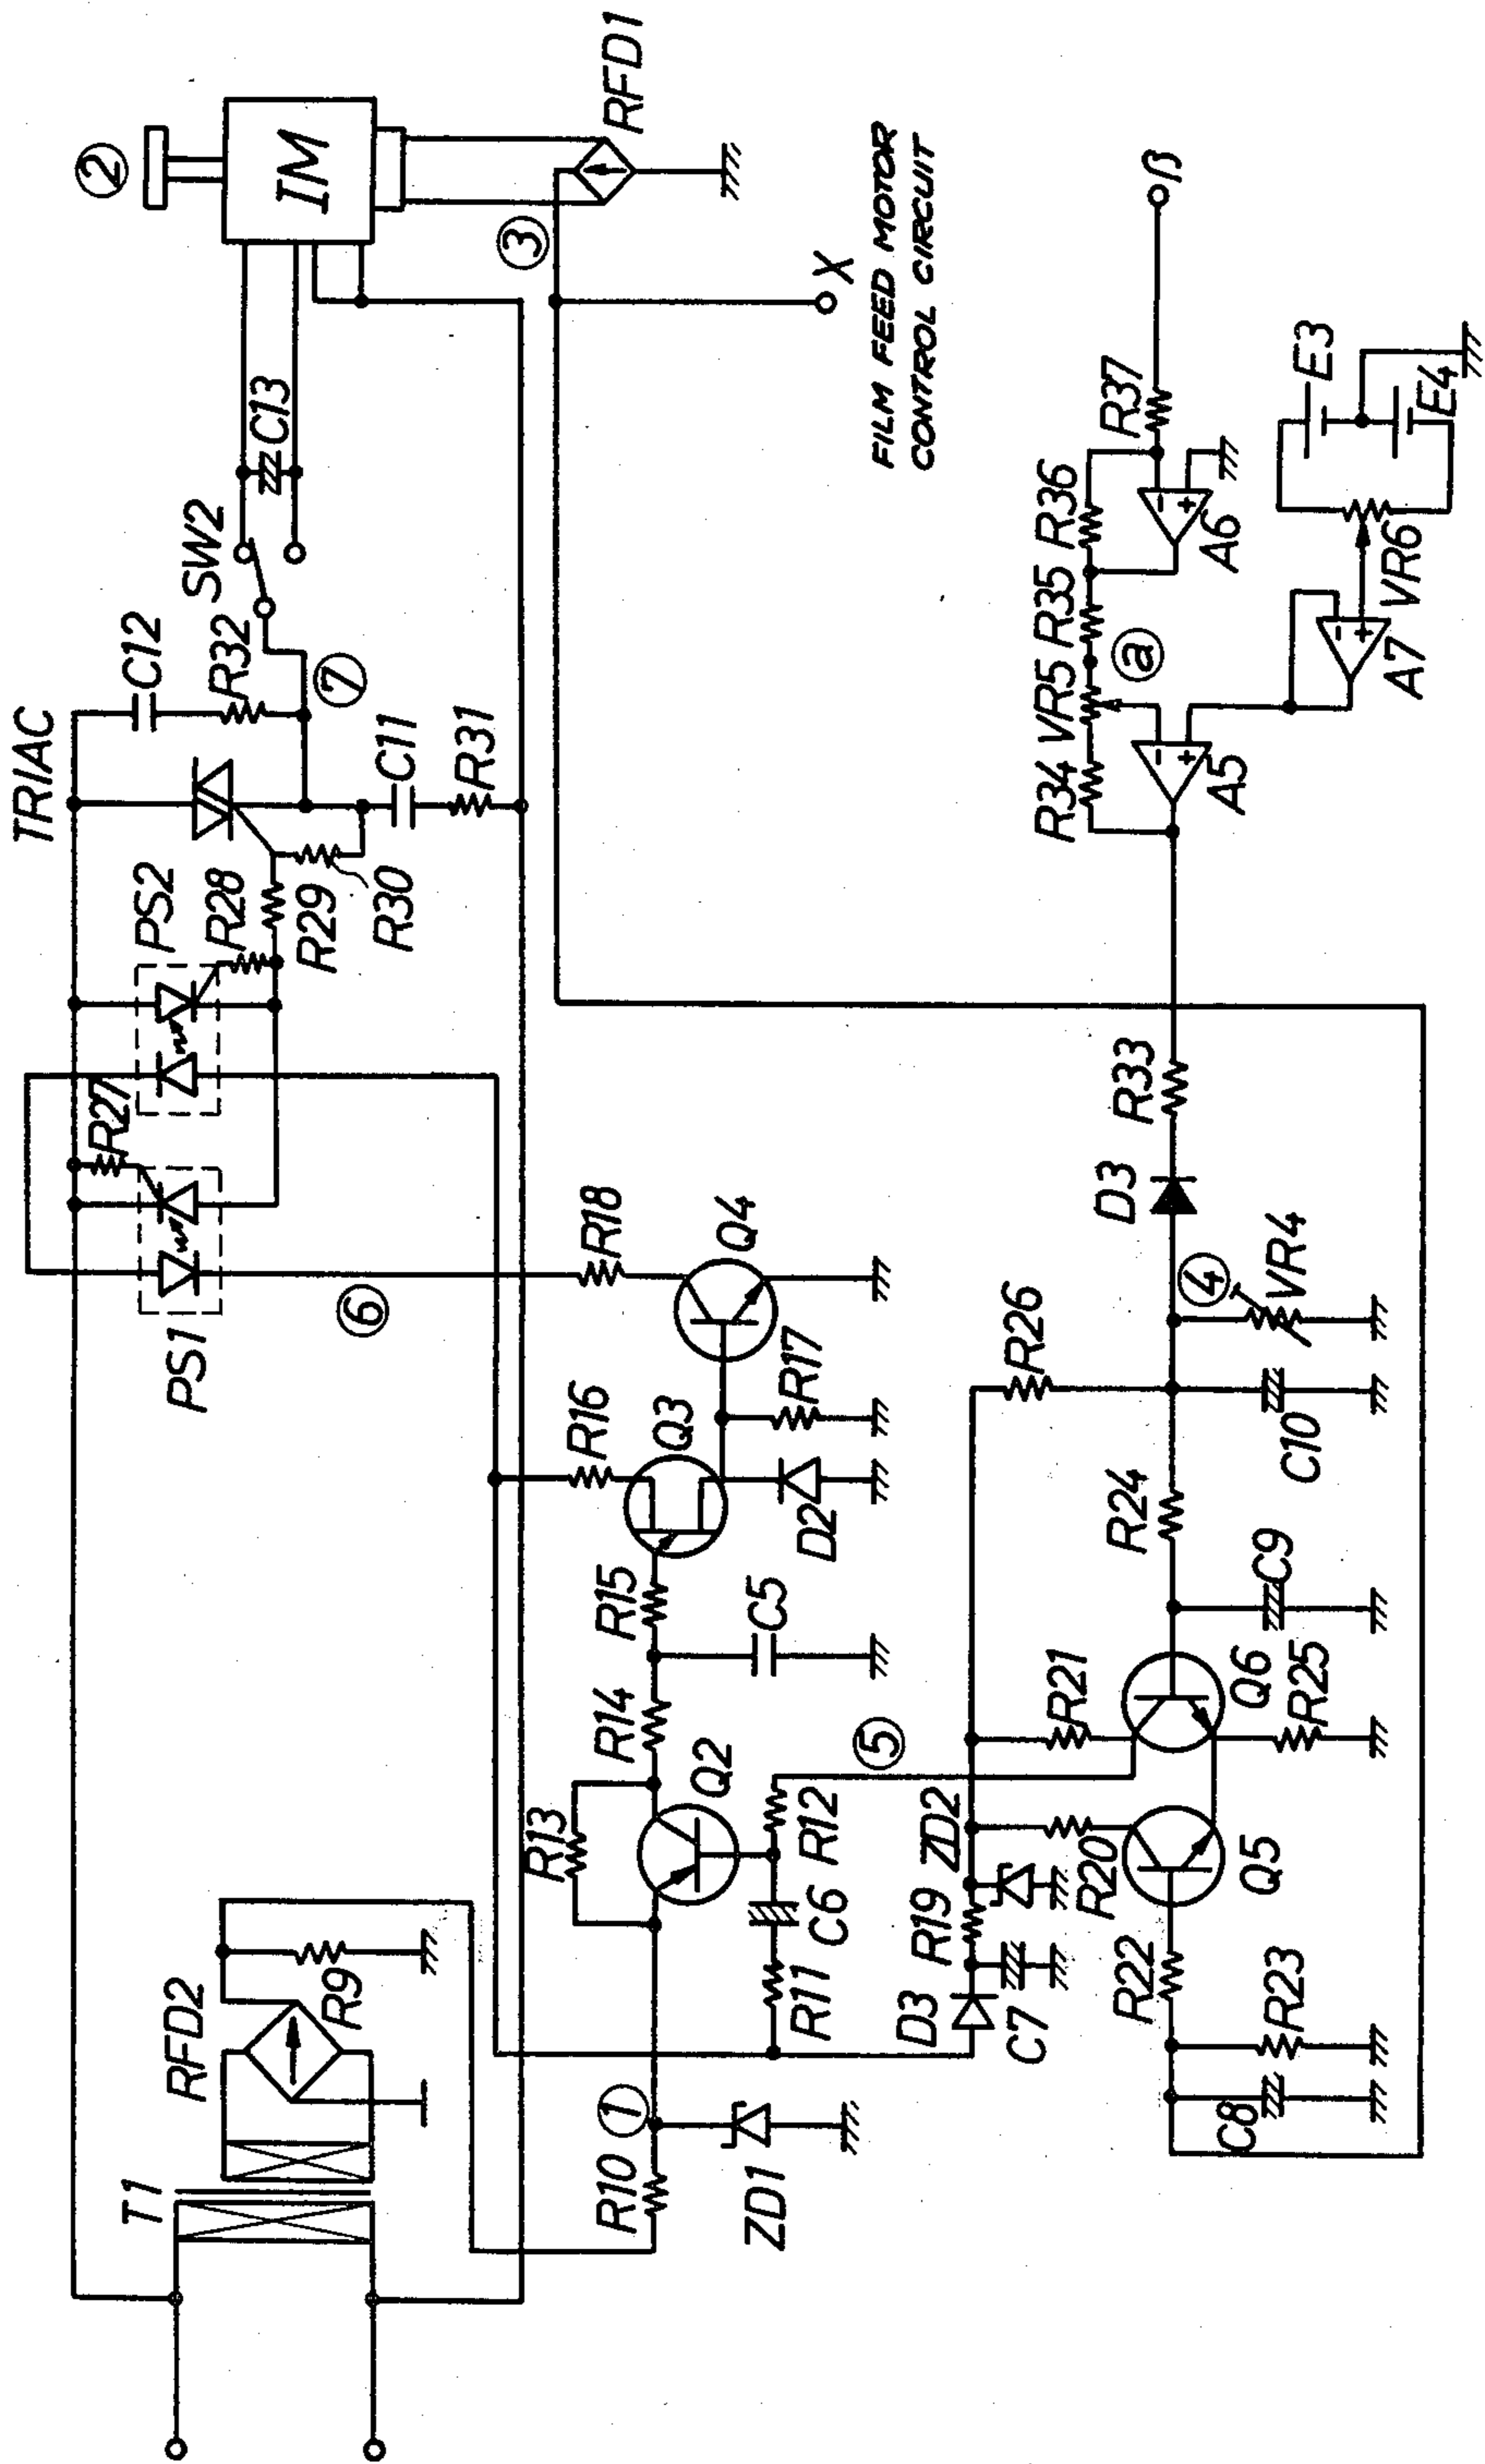 TRIAC
T1
RFD2
R9
PS1
R27
PS2
R28
R29
R30
C12
R32
⑦
C11
R31
SW2
C13
②
IM
③
RFD1
X
FILM FEED MOTOR
CONTROL CIRCUIT
⑥
R10
①
ZD1
R13
Q2
R14
R15
C5
R16
Q3
D2
R17
R18
Q4
R11
C6
R12
⑤
D3
C7
R19
ZD2
R20
R21
R26
C8
R23
R22
Q5
Q6
R25
C9
R24
C10
④
VR4
D3
R33
R34
VR5
R35
R36
R37
ⓐ
A5
A6
A7
VR6
E3
E4
β